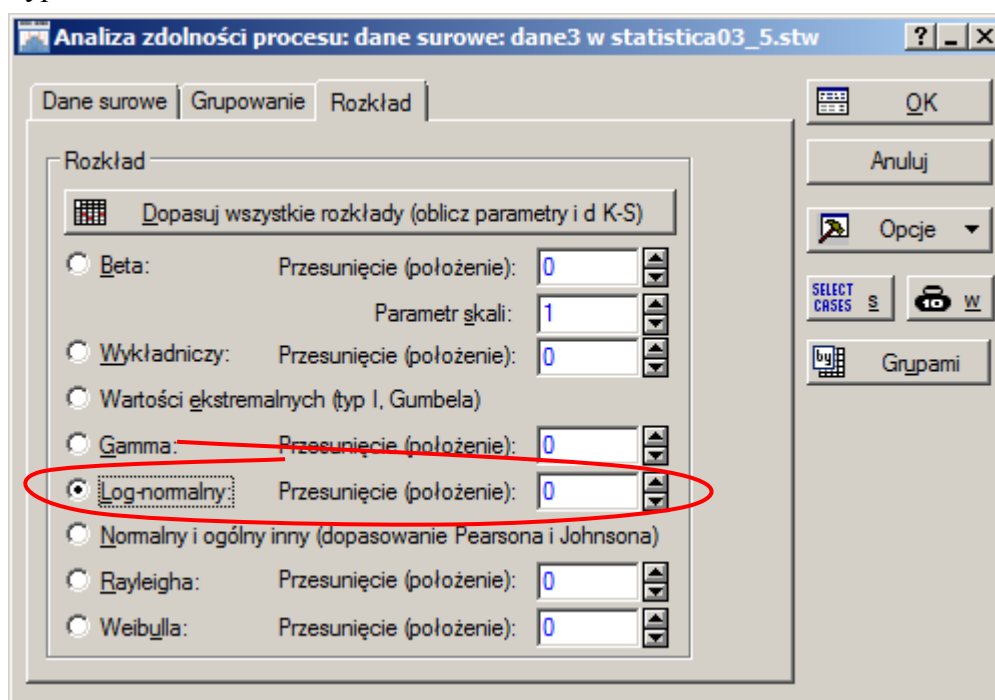 Analiza zdolności procesu: dane surowe: dane3 w statistica03_5.stw
Dane surowe Grupowanie Rozkład
OK
Anuluj
Opcje
SELECT CASES S W
by Grupami
Rozkład
Dopasuj wszystkie rozkłady (oblicz parametry i d K-S)
Beta: Przesunięcie (położenie): 0
Parametr skali: 1
Wykładniczy: Przesunięcie (położenie): 0
Wartości ekstremalnych (typ I, Gumbela)
Gamma: Przesunięcie (położenie): 0
Log-normalny: Przesunięcie (położenie): 0
Normalny i ogólny inny (dopasowanie Pearsona i Johnsona)
Rayleigha: Przesunięcie (położenie): 0
Weibulla: Przesunięcie (położenie): 0